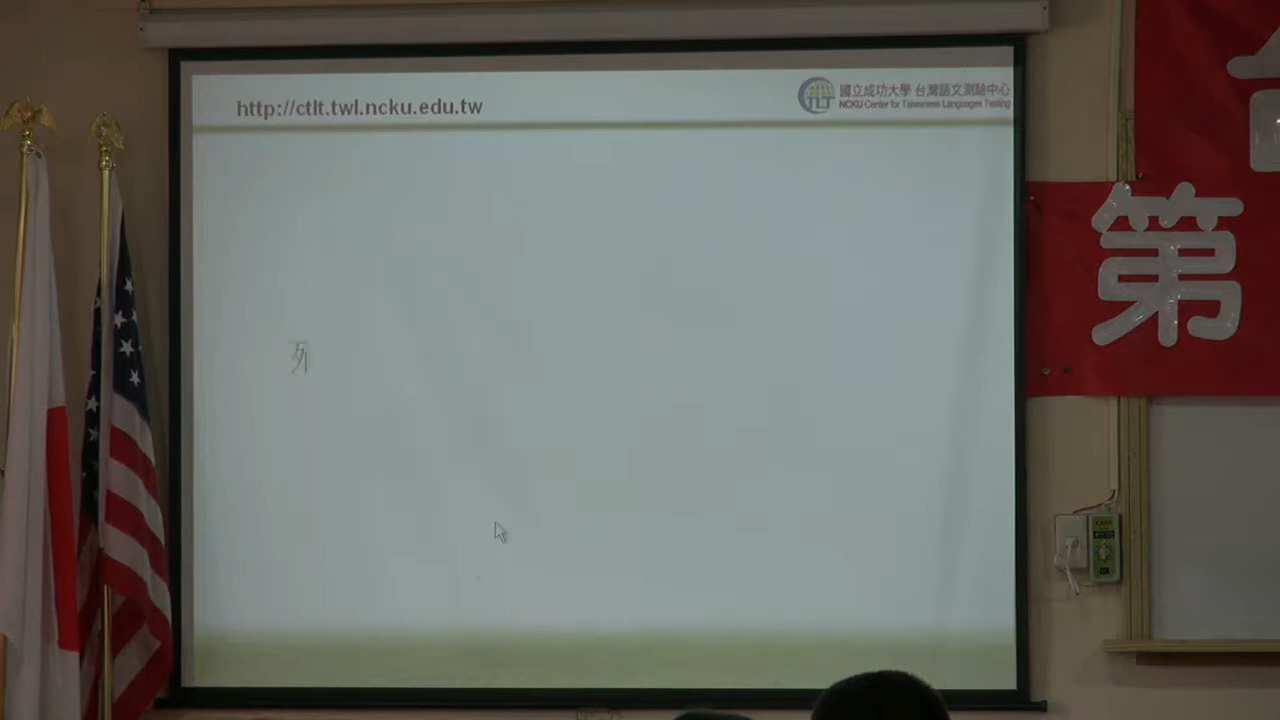 http://ctlt.twl.ncku.edu.tw
國立成功大學 台灣語文測驗中心
NCKU Center for Taiwanese Languages Testing
列
第